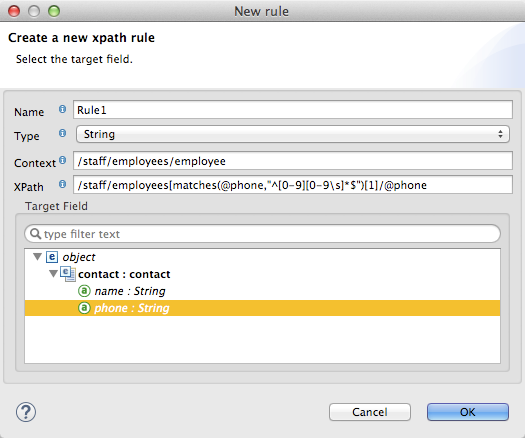 New rule
Create a new xpath rule
Select the target field.
Name Rule1
Type String
Context /staff/employees/employee
XPath /staff/employees[matches(@phone,"^[0-9][0-9\s]*$")[1]/@phone
Target Field
type filter text
e object
e contact : contact
a name : String
a phone : String
? Cancel OK